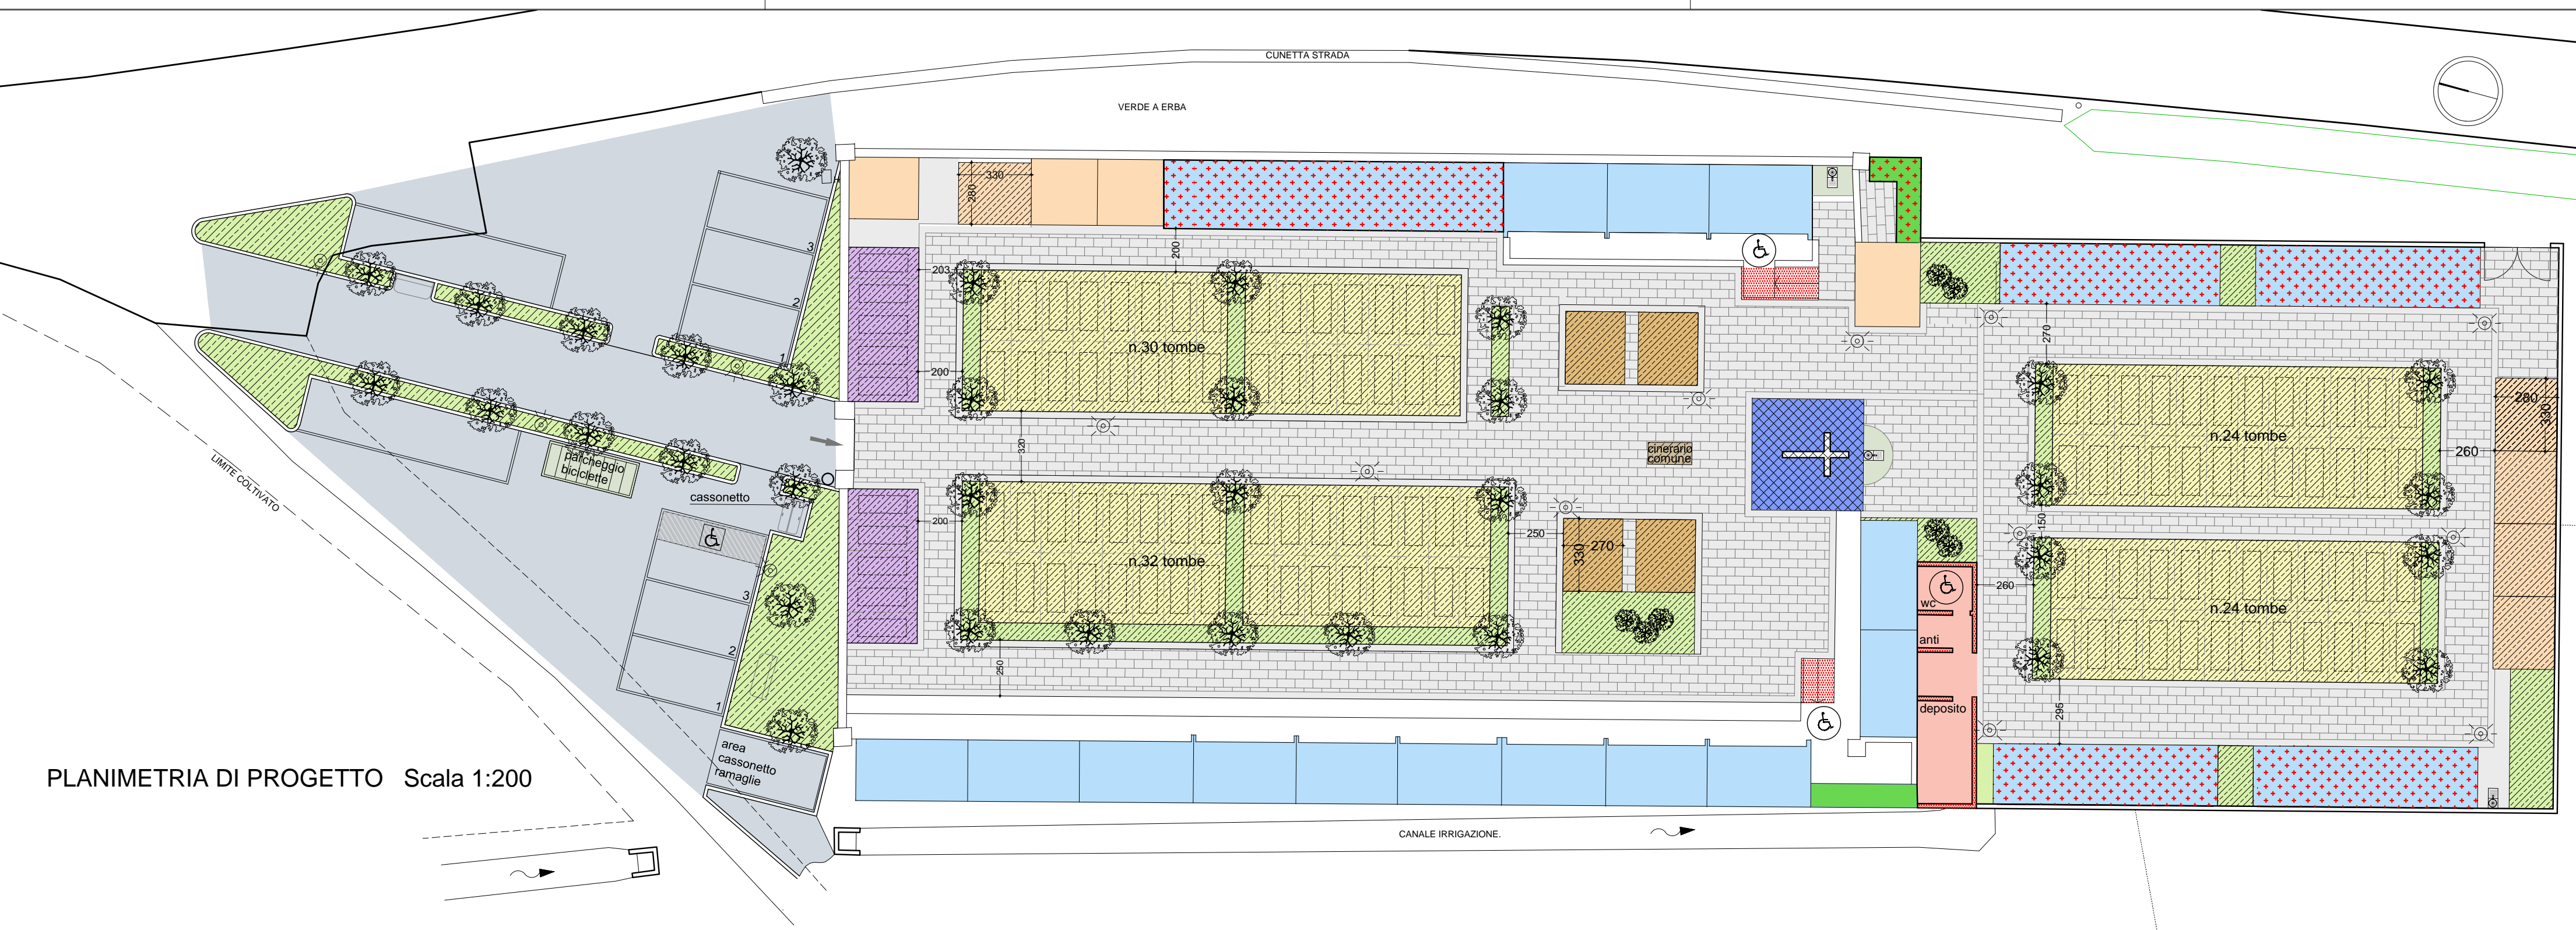 CUNETTA STRADA
VERDE A ERBA
330
280
200
203
3
2
1
n.30 tombe
200
320
270
n.24 tombe
280
330
260
LIMITE COLTIVATO
parcheggio
biciclette
cassonetto
cinerario
comune
200
n.32 tombe
250
330
270
150
260
n.24 tombe
wc
anti
deposito
3
2
1
250
295
area
cassonetto
ramaglie
PLANIMETRIA DI PROGETTO Scala 1:200
CANALE IRRIGAZIONE.